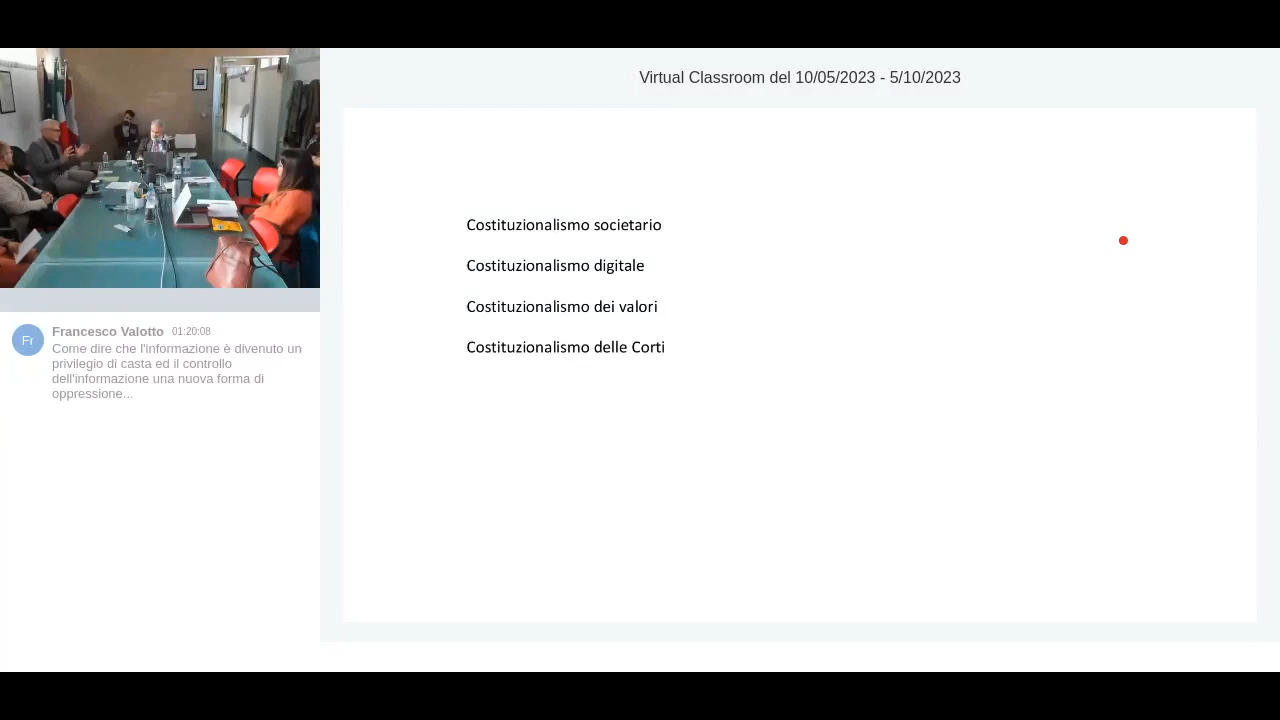 Virtual Classroom del 10/05/2023 - 5/10/2023
Costituzionalismo societario
Costituzionalismo digitale
Costituzionalismo dei valori
Costituzionalismo delle Corti
Fr
Francesco Valotto 01:20:08
Come dire che l'informazione è divenuto un
privilegio di casta ed il controllo
dell'informazione una nuova forma di
oppressione...